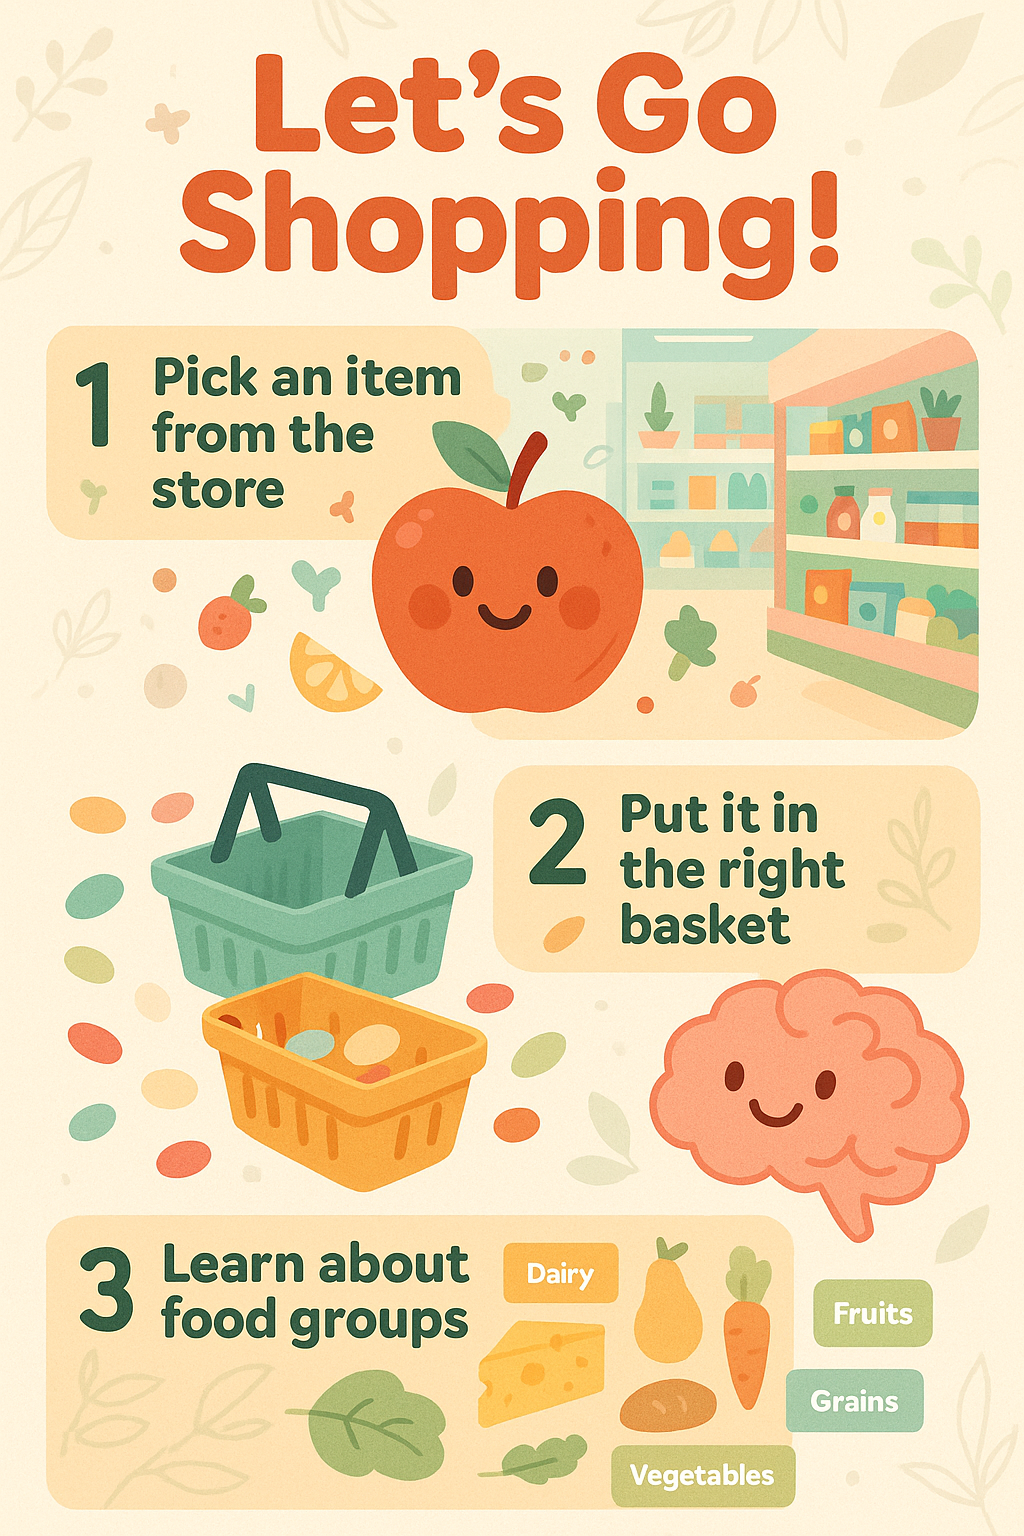 Let’s Go
Shopping!
1
Pick an item
from the
store
2
Put it in
the right
basket
3
Learn about
food groups
Dairy
Fruits
Grains
Vegetables